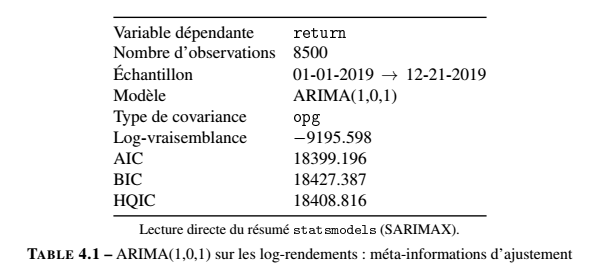 Variable dépendante return
Nombre d'observations 8500
Échantillon 01-01-2019 → 12-21-2019
Modèle ARIMA(1,0,1)
Type de covariance opg
Log-vraisemblance −9195.598
AIC 18399.196
BIC 18427.387
HQIC 18408.816
Lecture directe du résumé statsmodels (SARIMAX).
TABLE 4.1 – ARIMA(1,0,1) sur les log-rendements : méta-informations d'ajustement